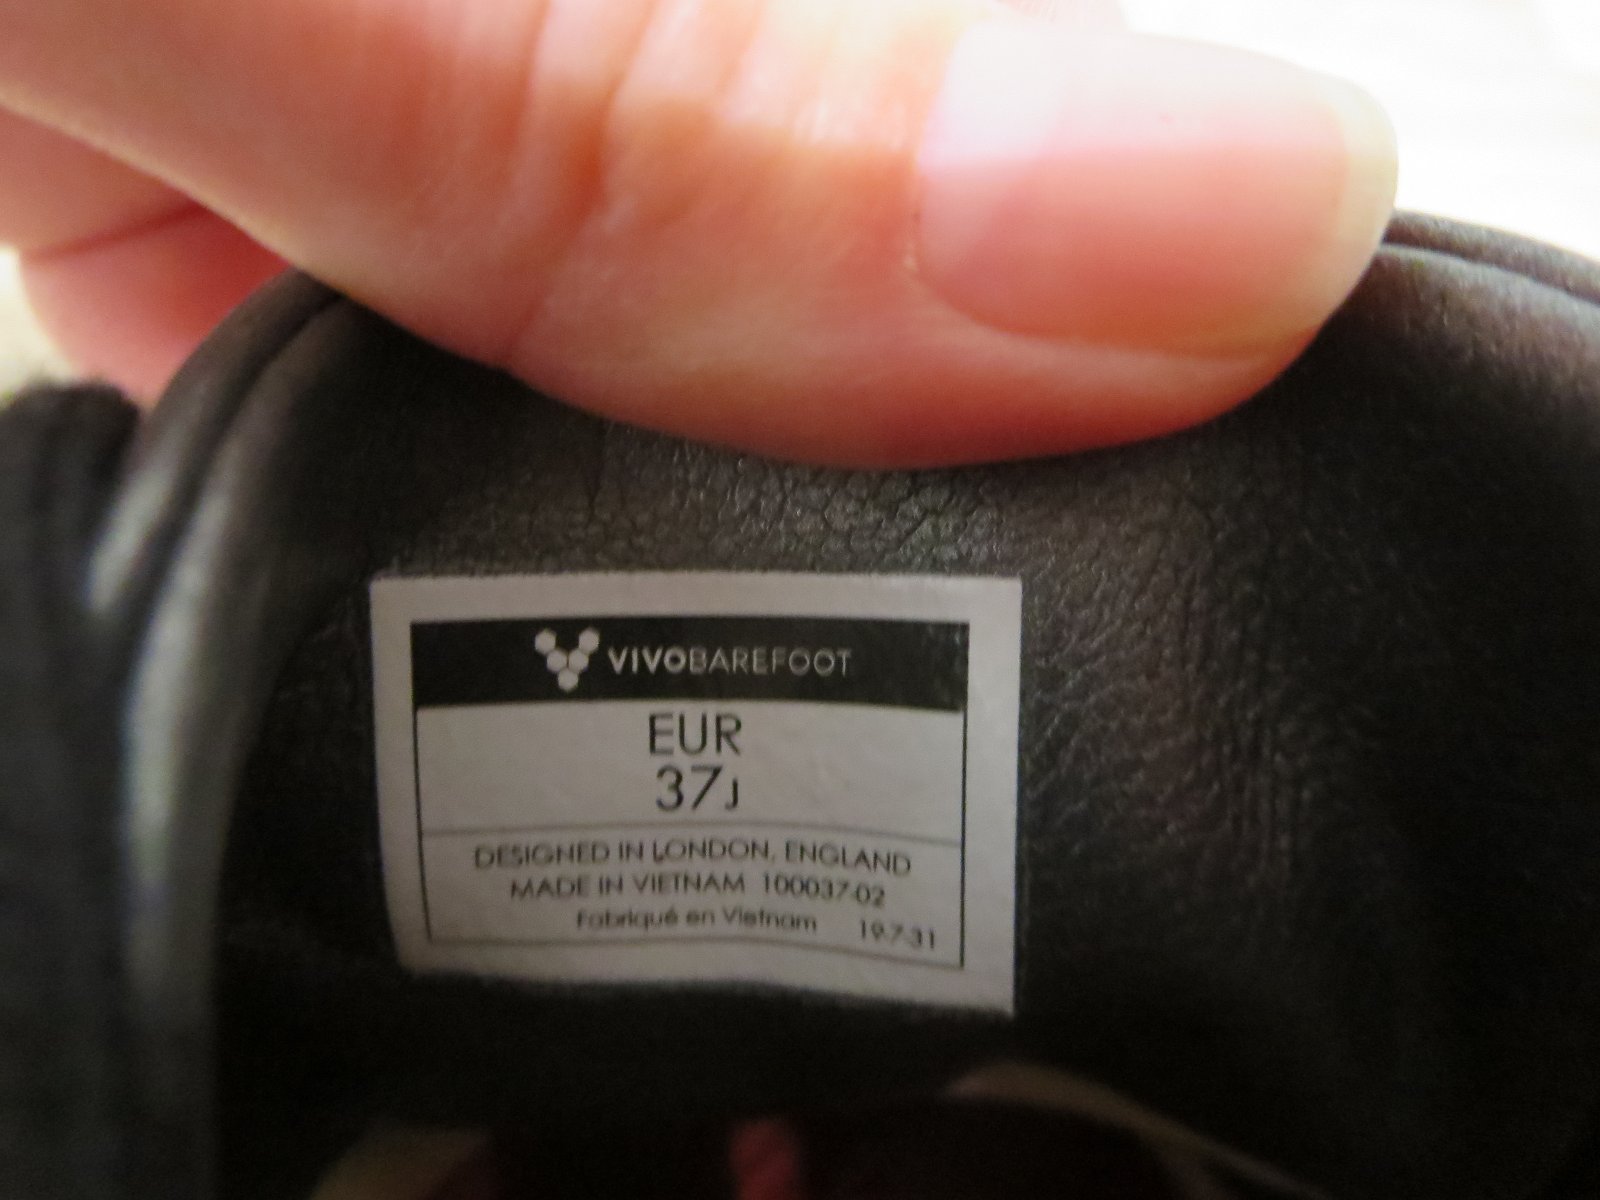 VIVOBAREFOOT
EUR
37J
DESIGNED IN LONDON, ENGLAND
MADE IN VIETNAM 100037-02
Fabriqué en Vietnam 19-7-31